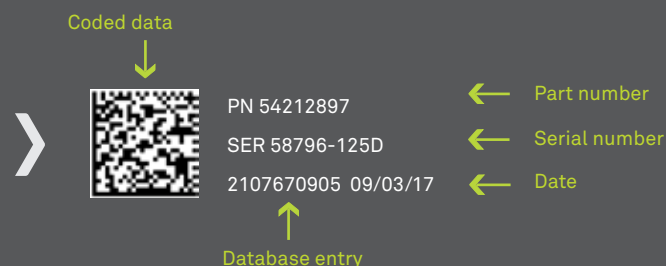 Coded data
PN 54212897
Part number
SER 58796-125D
Serial number
2107670905 09/03/17
Date
Database entry